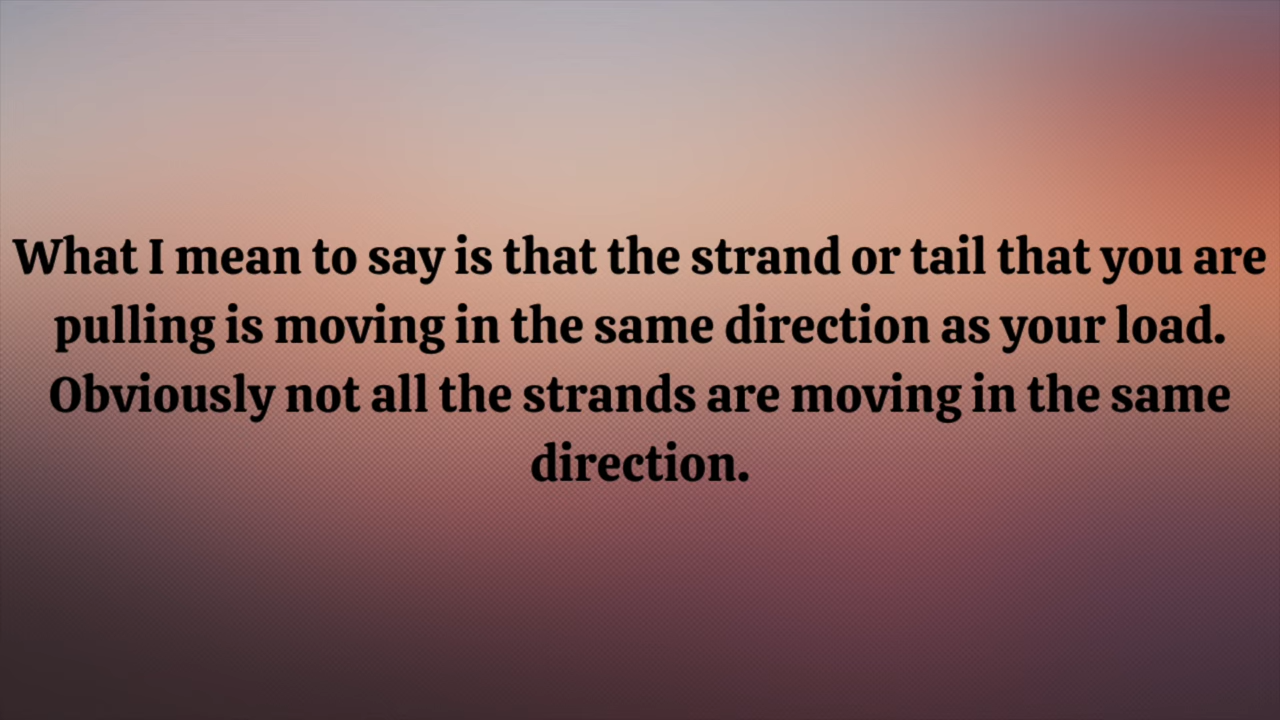 What I mean to say is that the strand or tail that you are
pulling is moving in the same direction as your load.
Obviously not all the strands are moving in the same
direction.